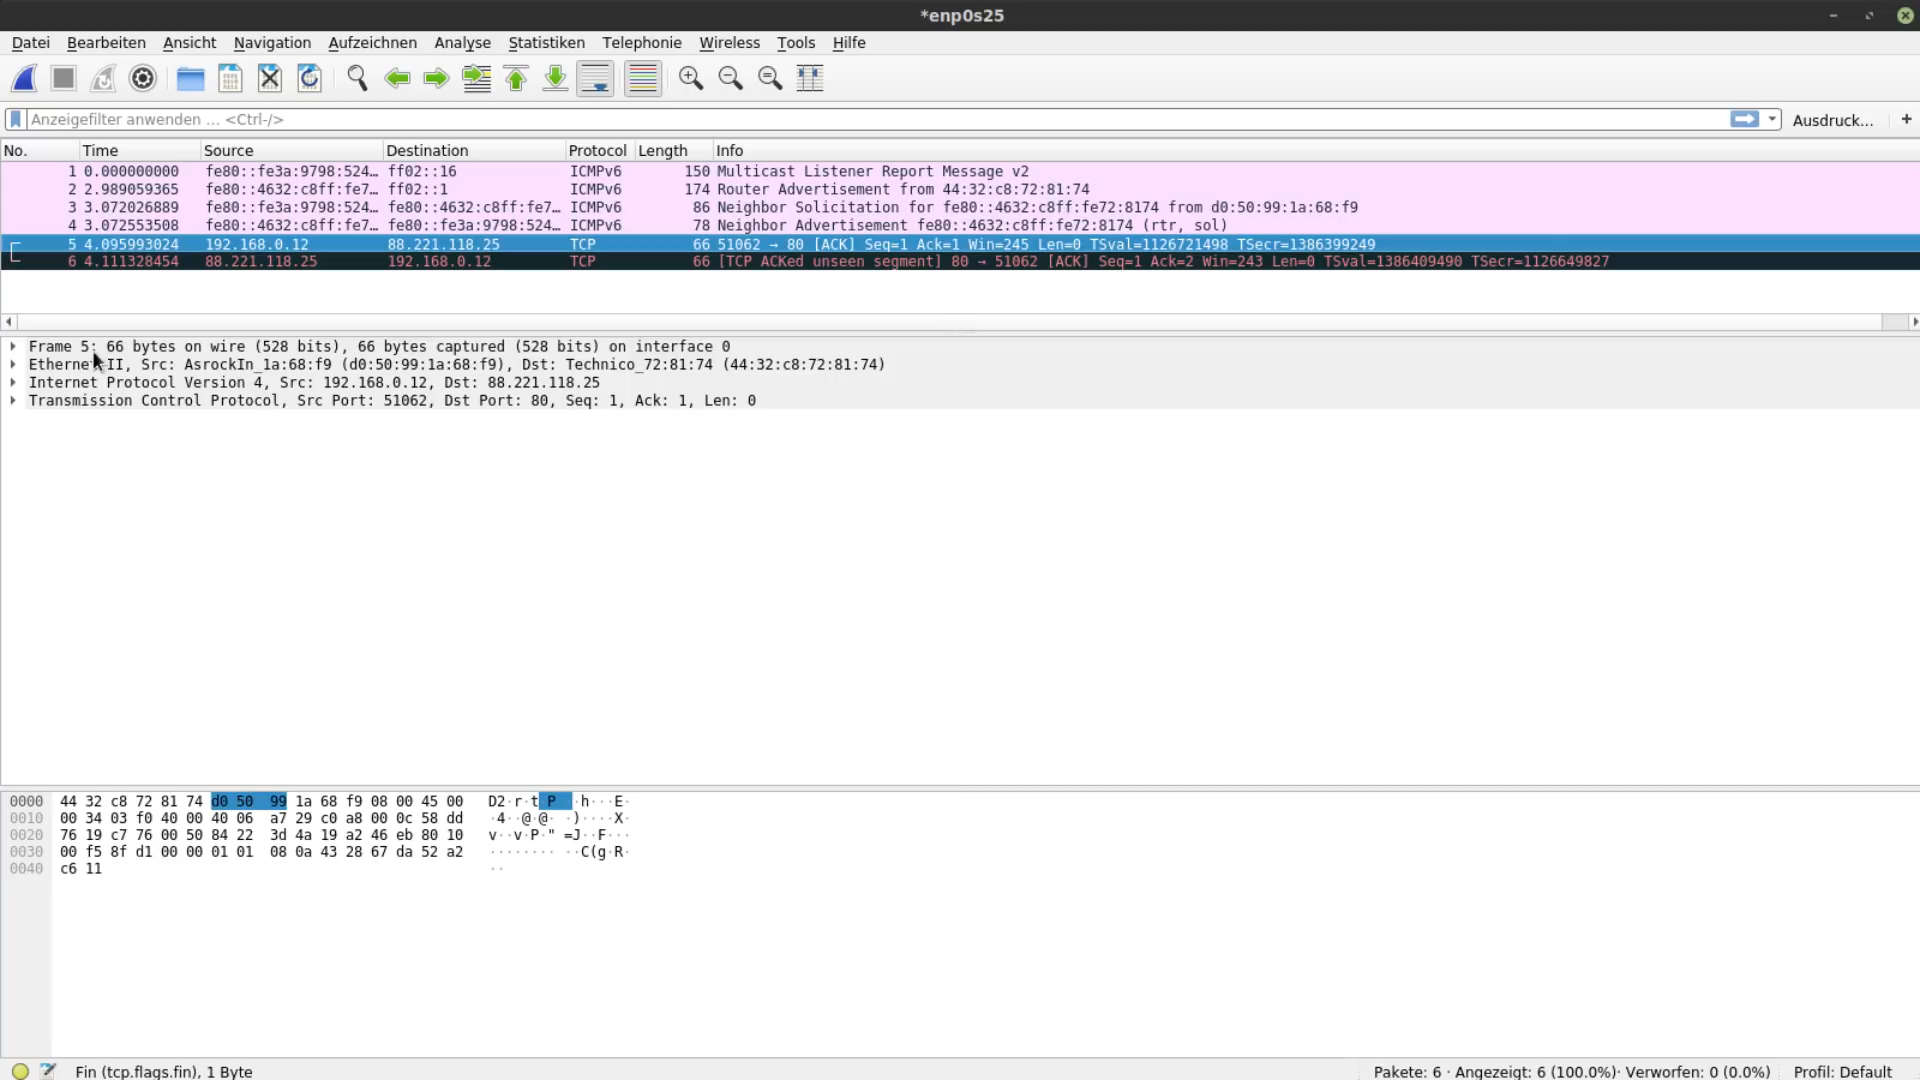 *enp0s25
Datei Bearbeiten Ansicht Navigation Aufzeichnen Analyse Statistiken Telephonie Wireless Tools Hilfe
Anzeigefilter anwenden … <Ctrl-/> Ausdruck… +
No. Time Source Destination Protocol Length Info
1 0.000000000 fe80::fe3a:9798:524… ff02::16 ICMPv6 150 Multicast Listener Report Message v2
2 2.989059365 fe80::4632:c8ff:fe7… ff02::1 ICMPv6 174 Router Advertisement from 44:32:c8:72:81:74
3 3.072026889 fe80::fe3a:9798:524… fe80::4632:c8ff:fe7… ICMPv6 86 Neighbor Solicitation for fe80::4632:c8ff:fe72:8174 from d0:50:99:1a:68:f9
4 3.072553508 fe80::4632:c8ff:fe7… fe80::fe3a:9798:524… ICMPv6 78 Neighbor Advertisement fe80::4632:c8ff:fe72:8174 (rtr, sol)
5 4.095993024 192.168.0.12 88.221.118.25 TCP 66 51062 → 80 [ACK] Seq=1 Ack=1 Win=245 Len=0 TSval=1126721498 TSecr=1386399249
6 4.111328454 88.221.118.25 192.168.0.12 TCP 66 [TCP ACKed unseen segment] 80 → 51062 [ACK] Seq=1 Ack=2 Win=243 Len=0 TSval=1386409490 TSecr=1126649827
Frame 5: 66 bytes on wire (528 bits), 66 bytes captured (528 bits) on interface 0
Ethernet II, Src: AsrockIn_1a:68:f9 (d0:50:99:1a:68:f9), Dst: Technico_72:81:74 (44:32:c8:72:81:74)
Internet Protocol Version 4, Src: 192.168.0.12, Dst: 88.221.118.25
Transmission Control Protocol, Src Port: 51062, Dst Port: 80, Seq: 1, Ack: 1, Len: 0
0000 44 32 c8 72 81 74 d0 50 99 1a 68 f9 08 00 45 00 D2·r·t·P ··h···E·
0010 00 34 03 f0 40 00 40 06 a7 29 c0 a8 00 0c 58 dd ·4··@·@· ·)····X·
0020 76 19 c7 76 00 50 84 22 3d 4a 19 a2 46 eb 80 10 v··v·P·" =J··F···
0030 00 f5 8f d1 00 00 01 01 08 0a 43 28 67 da 52 a2 ········ ··C(g·R·
0040 c6 11 ··
Fin (tcp.flags.fin), 1 Byte Pakete: 6 · Angezeigt: 6 (100.0%)· Verworfen: 0 (0.0%) Profil: Default